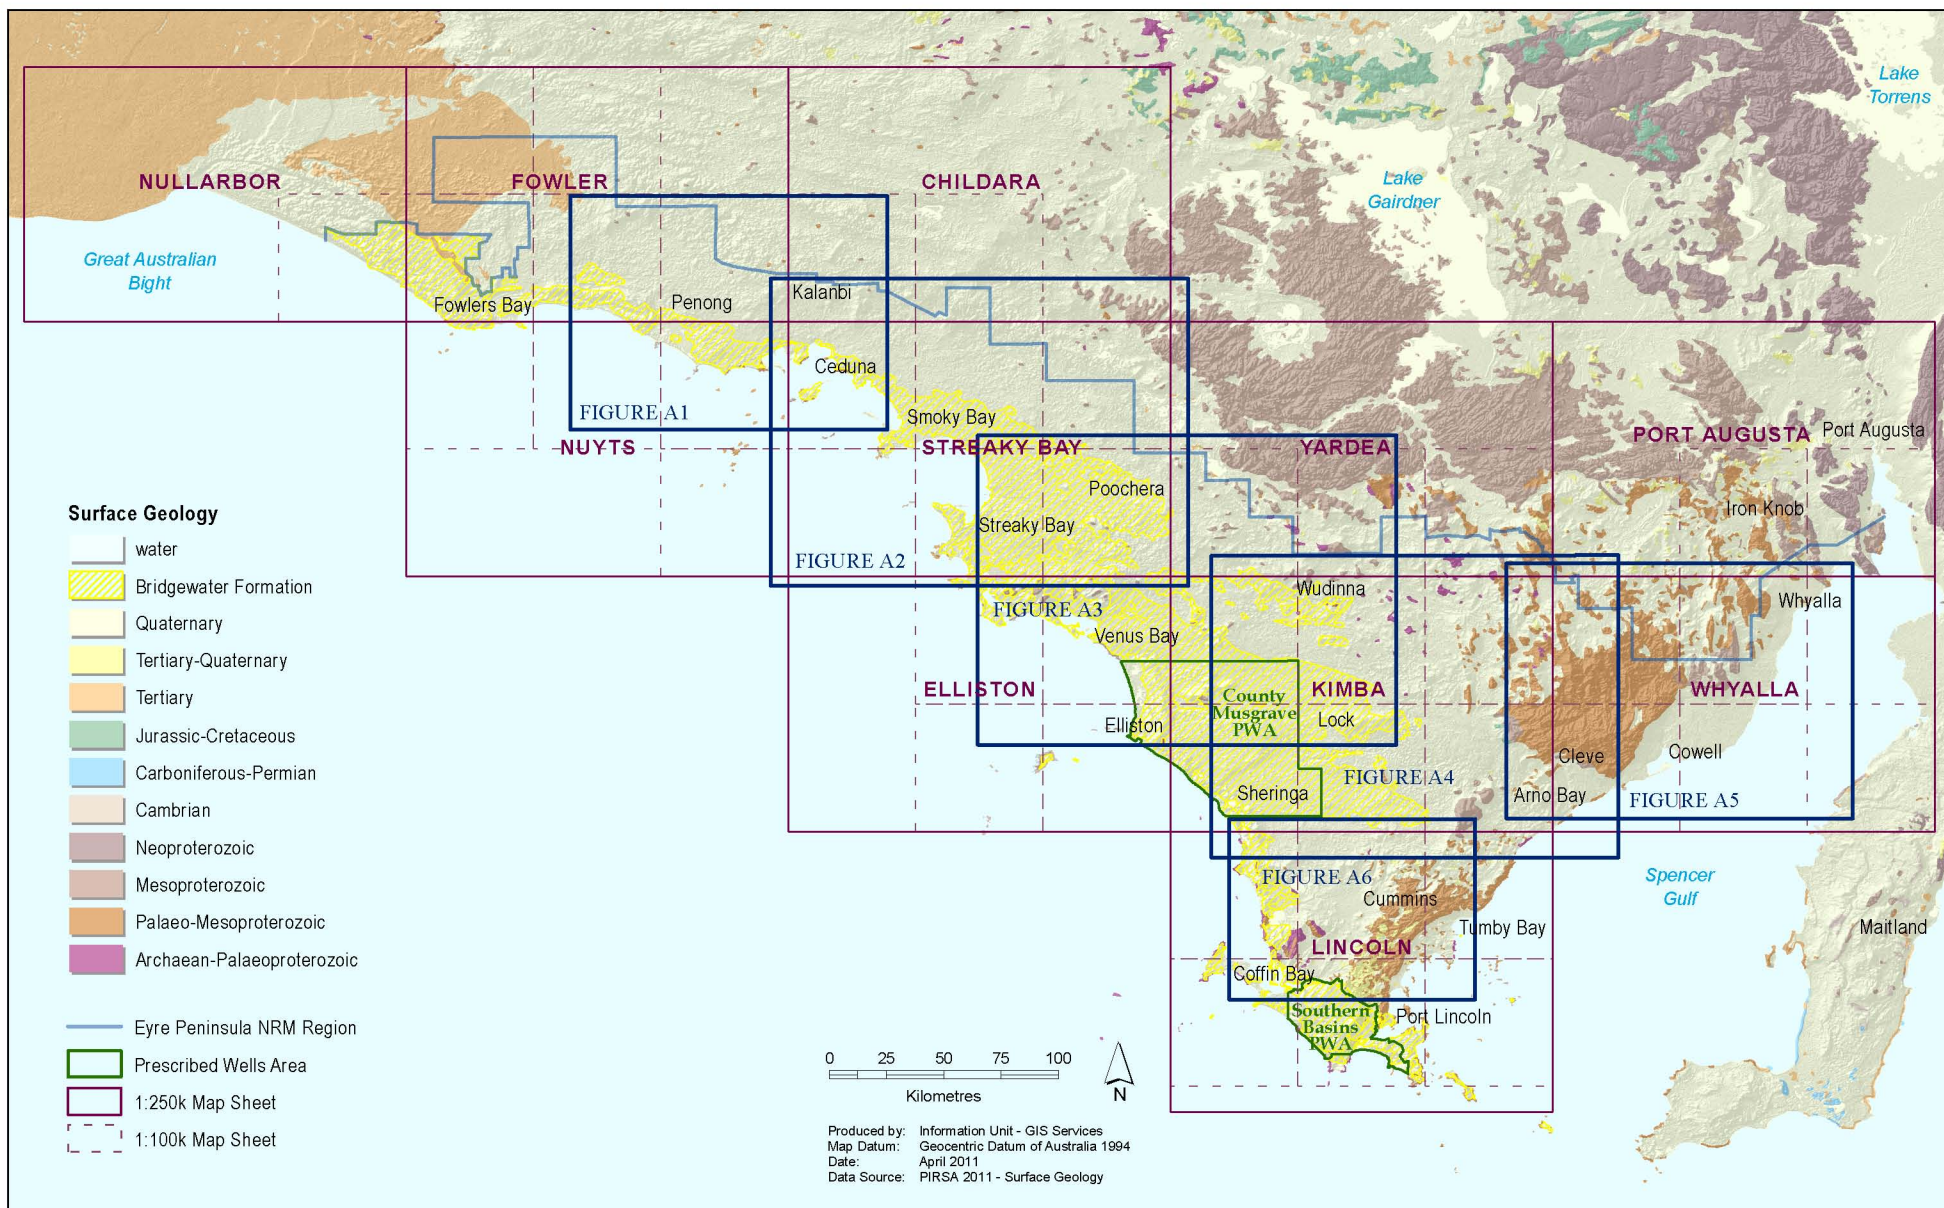 Lake
Torrens
NULLARBOR
FOWLER
CHILDARA
Lake
Gairdner
Great Australian
Bight
Fowlers Bay
Penong
Kalanbi
Ceduna
FIGURE A1
Smoky Bay
NUYTS
STREAKY BAY
YARDEA
PORT AUGUSTA
Port Augusta
Poochera
Streaky Bay
Iron Knob
FIGURE A2
Wudinna
Whyalla
FIGURE A3
Venus Bay
ELLISTON
County
Musgrave
PWA
KIMBA
WHYALLA
Elliston
Lock
Cleve
Cowell
Sheringa
FIGURE A4
Arno Bay
FIGURE A5
FIGURE A6
Cummins
Spencer
Gulf
Tumby Bay
Maitland
LINCOLN
Coffin Bay
Southern
Basins
PWA
Port Lincoln
Surface Geology
water
Bridgewater Formation
Quaternary
Tertiary-Quaternary
Tertiary
Jurassic-Cretaceous
Carboniferous-Permian
Cambrian
Neoproterozoic
Mesoproterozoic
Palaeo-Mesoproterozoic
Archaean-Palaeoproterozoic
Eyre Peninsula NRM Region
Prescribed Wells Area
1:250k Map Sheet
1:100k Map Sheet
0 25 50 75 100
Kilometres
N
Produced by: Information Unit - GIS Services
Map Datum: Geocentric Datum of Australia 1994
Date: April 2011
Data Source: PIRSA 2011 - Surface Geology